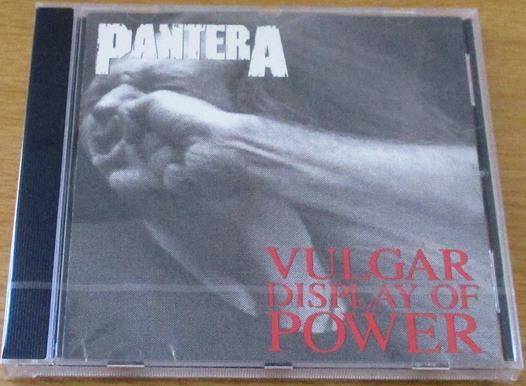 PANTERA
VULGAR
DISPLAY OF
POWER